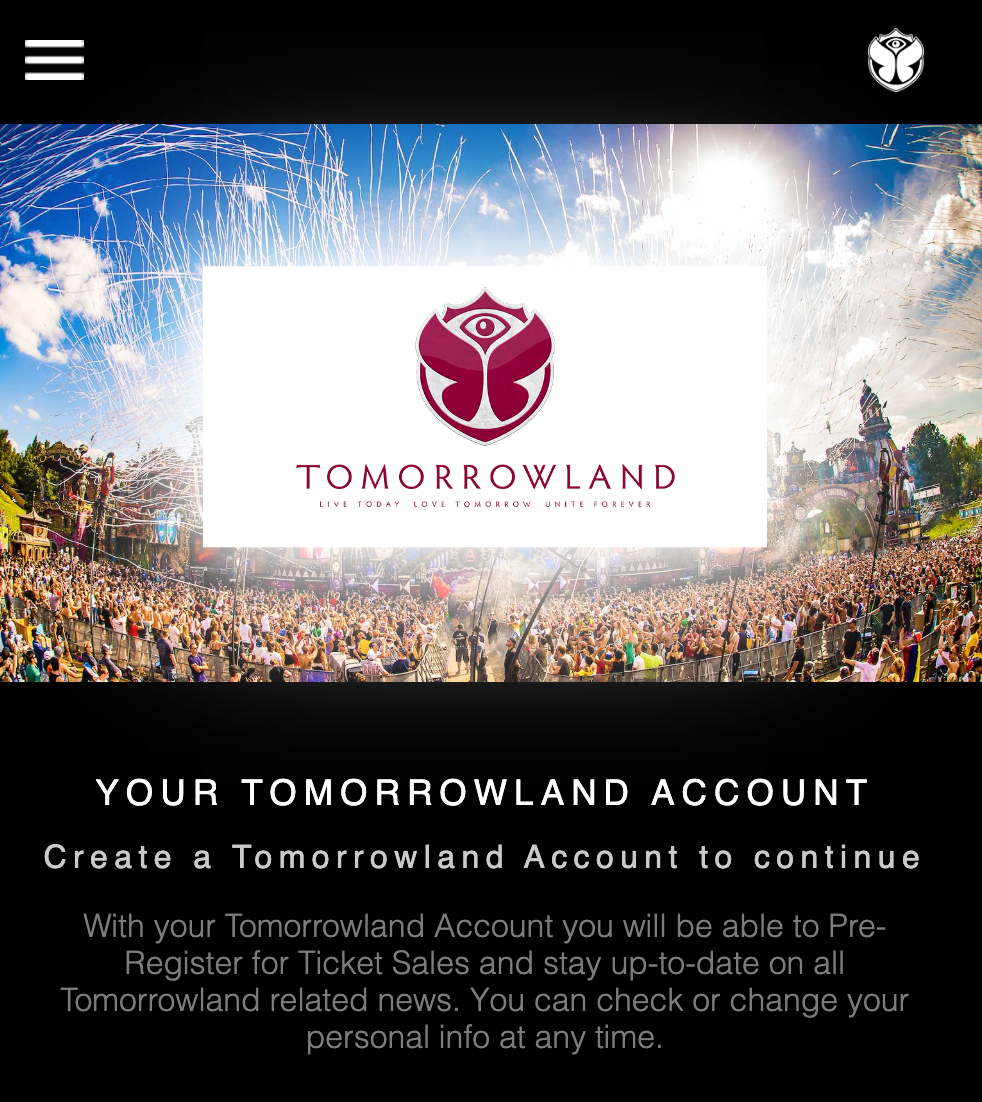 TOMORROWLAND
LIVE TODAY LOVE TOMORROW UNITE FOREVER
YOUR TOMORROWLAND ACCOUNT
Create a Tomorrowland Account to continue
With your Tomorrowland Account you will be able to Pre-
Register for Ticket Sales and stay up-to-date on all
Tomorrowland related news. You can check or change your
personal info at any time.